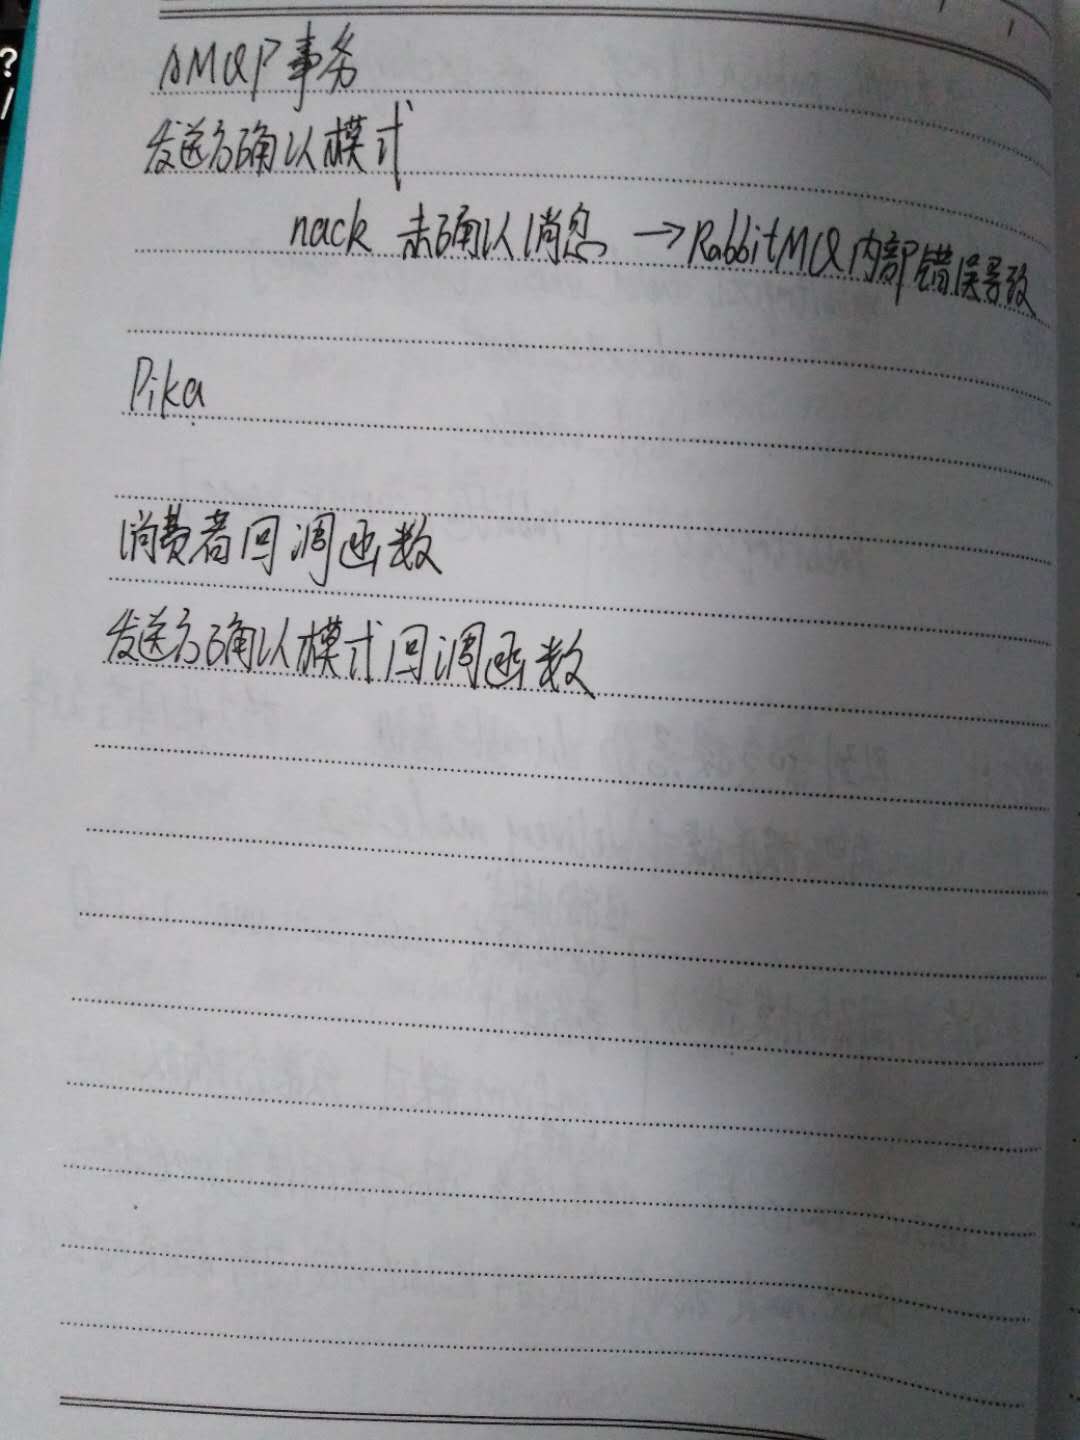 AMQP事务
发送方确认模式
nack 未确认消息 →RabbitMQ内部错误导致
Pika
消费者回调函数
发送方确认模式回调函数